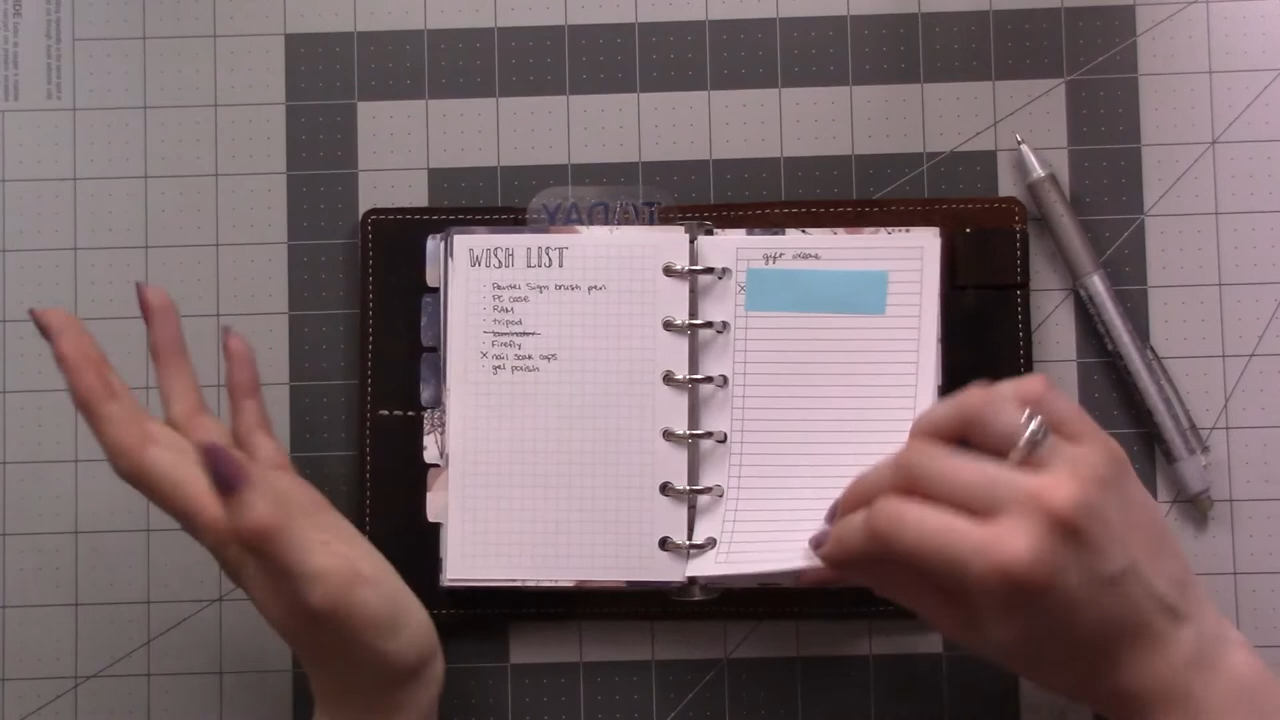 TODAY
WISH LIST
· Pentel Sign brush pen
· PC case
· RAM
· tripod
· laminator
· Firefly
X nail soak caps
· gel polish
gift ideas
X